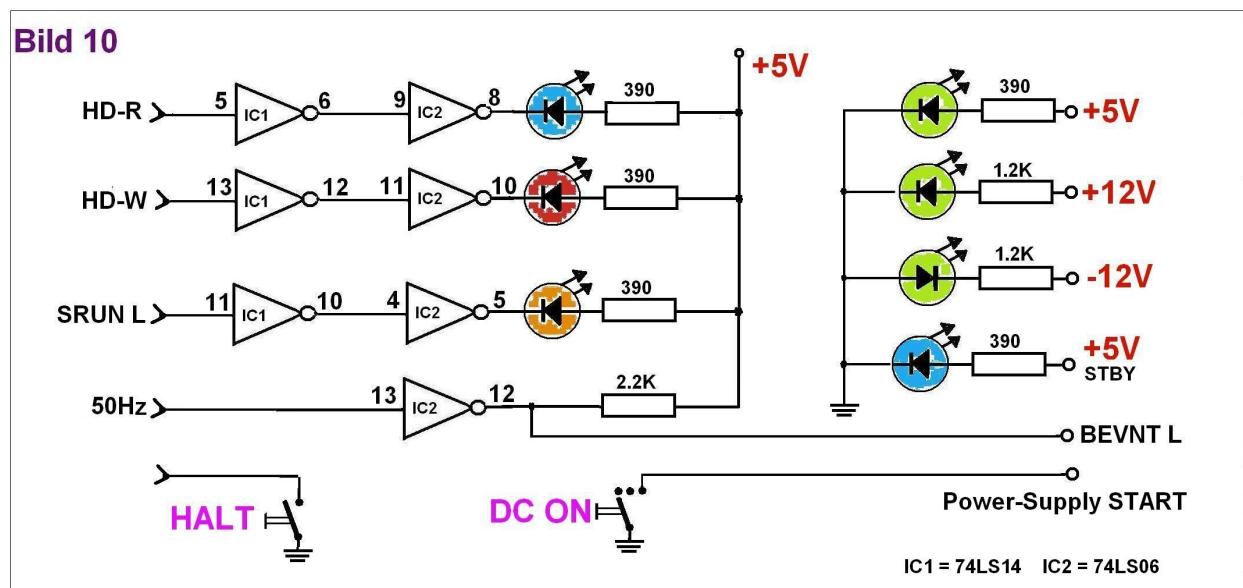 Bild 10
HD-R 5 IC1 6 9 IC2 8 390
+5V
HD-W 13 IC1 12 11 IC2 10 390
SRUN L 11 IC1 10 4 IC2 5 390
50Hz 13 IC2 12 2.2K
390 +5V
1.2K +12V
1.2K -12V
390 +5V
STBY
BEVNT L
HALT
DC ON
Power-Supply START
IC1 = 74LS14 IC2 = 74LS06